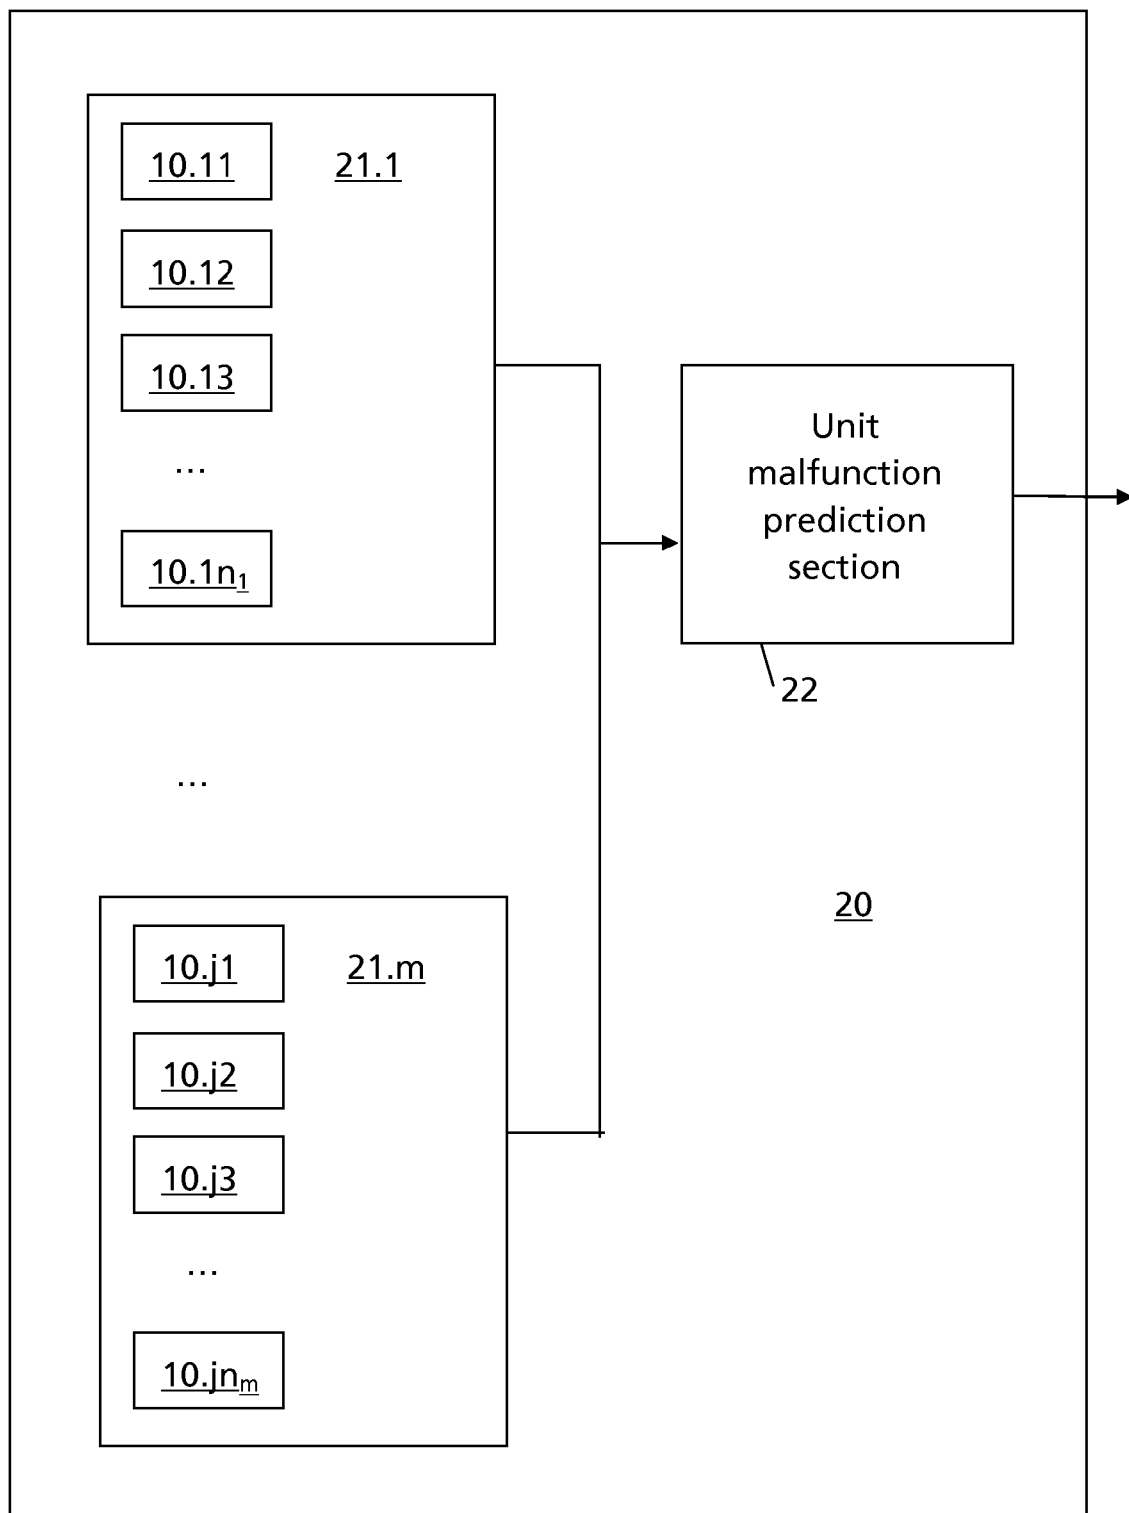 10.11
21.1
10.12
10.13
...
10.1n₁
Unit
malfunction
prediction
section
22
...
20
10.j1
21.m
10.j2
10.j3
...
10.jnₘ